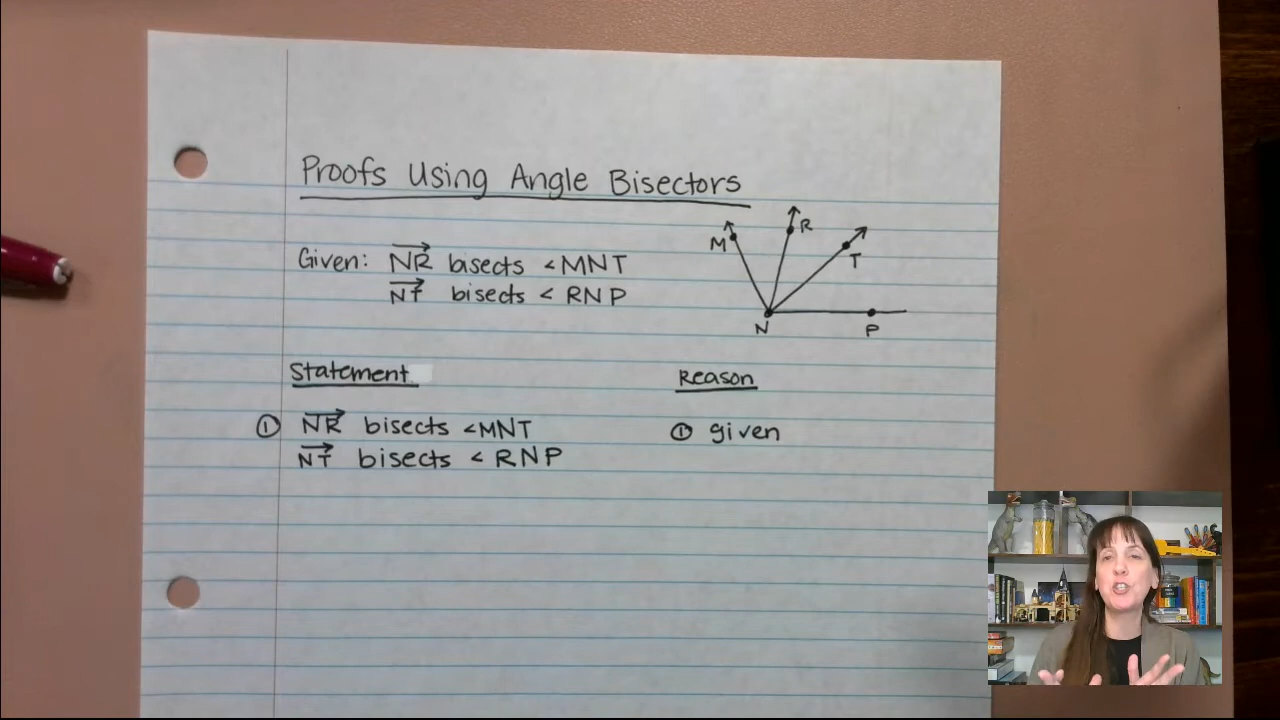 Proofs Using Angle Bisectors
Given: NR bisects <MNT
NT bisects < RNP
M
R
T
N
P
Statement
Reason
① NR bisects <MNT
① given
NT bisects < RNP